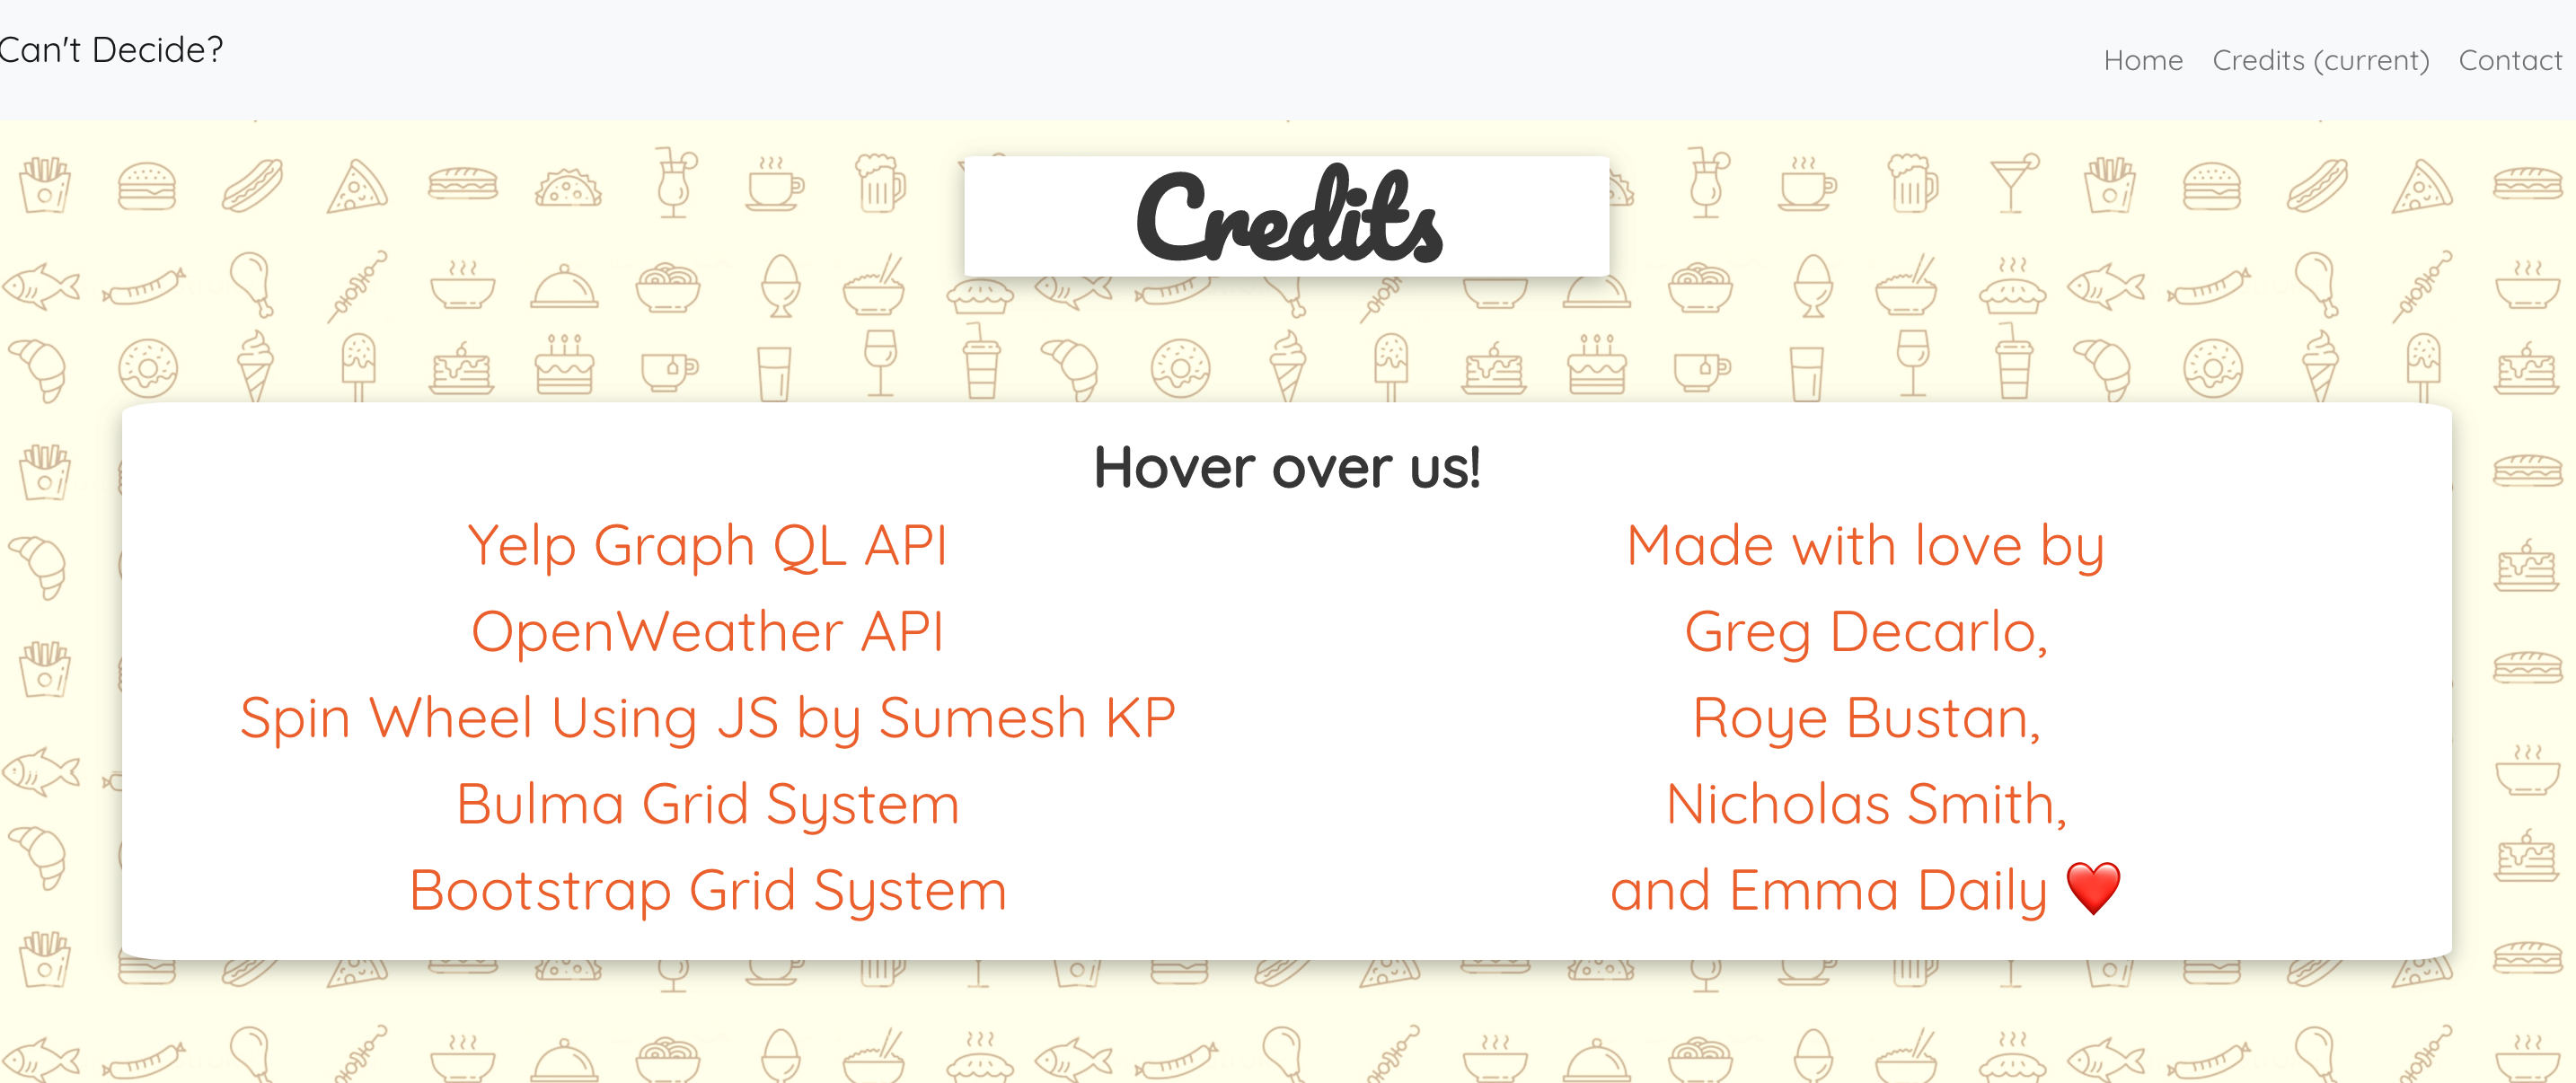 Can't Decide?
Home Credits (current) Contact
Credits
Hover over us!
Yelp Graph QL API
OpenWeather API
Spin Wheel Using JS by Sumesh KP
Bulma Grid System
Bootstrap Grid System
Made with love by
Greg Decarlo,
Roye Bustan,
Nicholas Smith,
and Emma Daily ❤️